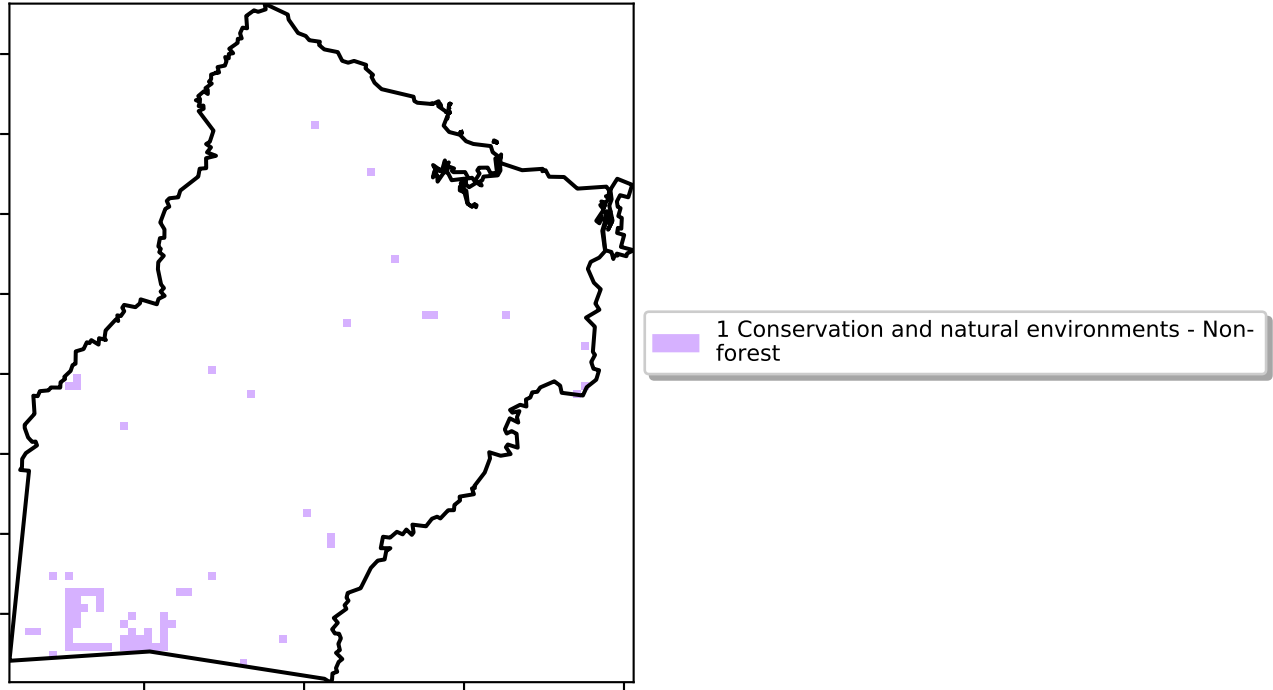 1 Conservation and natural environments - Non-
forest